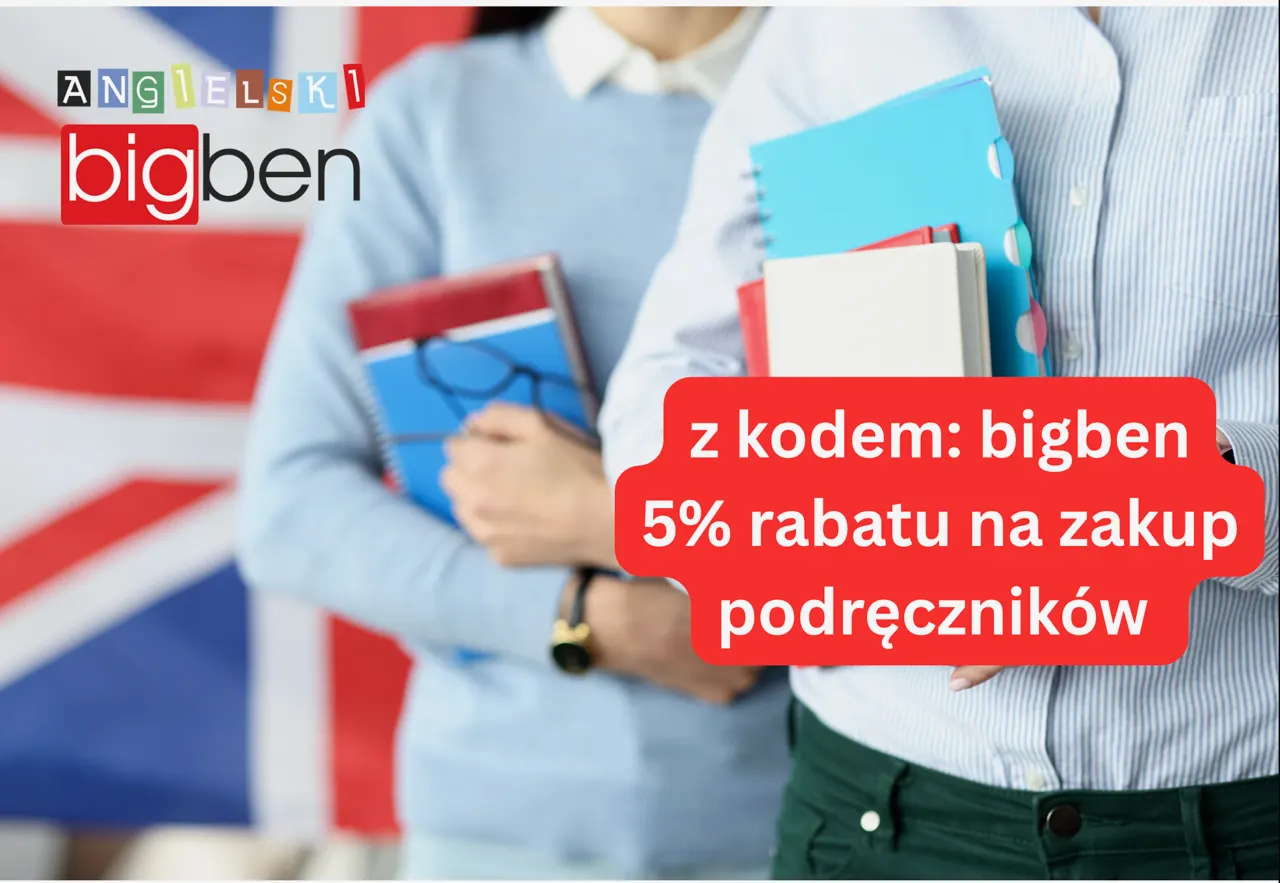 ANGIELSKI
bigben
z kodem: bigben
5% rabatu na zakup
podręczników